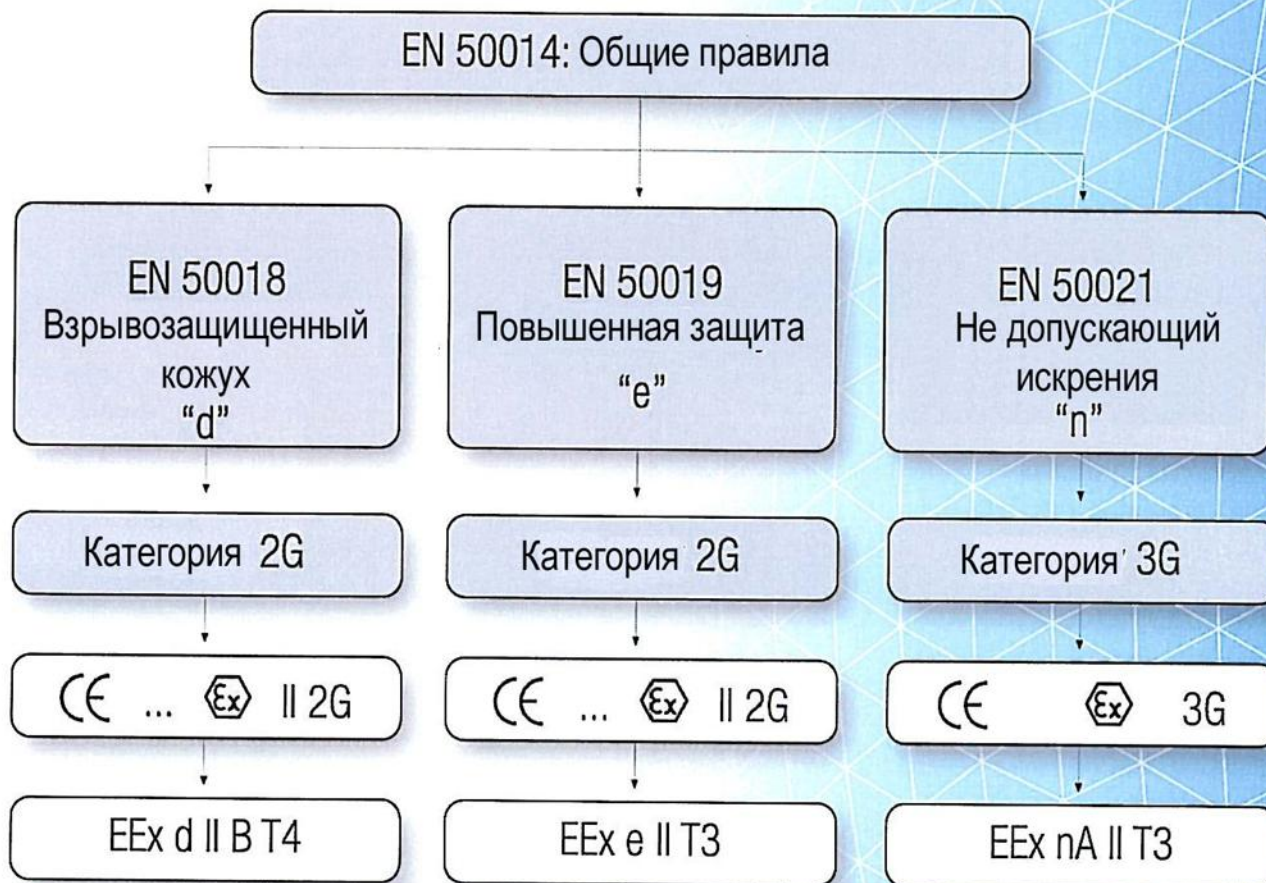 EN 50014: Общие правила
EN 50018
Взрывозащищенный
кожух
“d”
EN 50019
Повышенная защита
“e”
EN 50021
Не допускающий
искрения
“n”
Категория 2G
Категория 2G
Категория 3G
CE ... Ex II 2G
CE ... Ex II 2G
CE Ex 3G
EEx d II B T4
EEx e II T3
EEx nA II T3